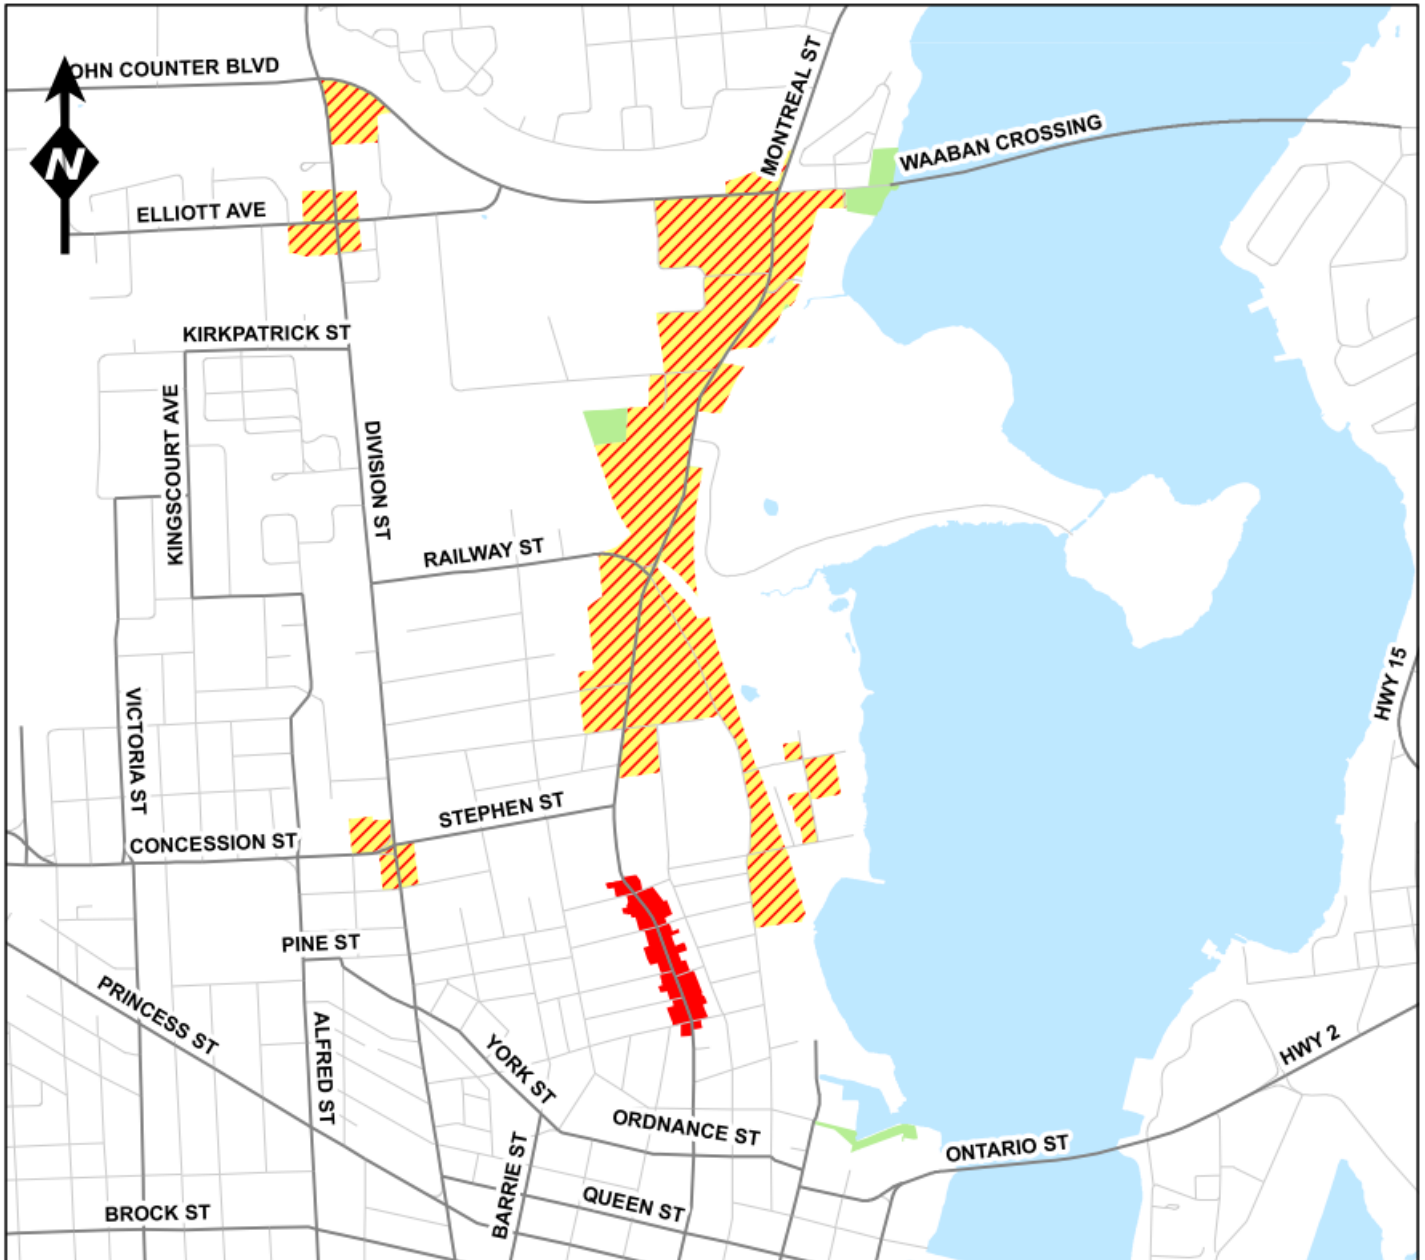 OHN COUNTER BLVD
MONTREAL ST
WAABAN CROSSING
N
ELLIOTT AVE
KIRKPATRICK ST
KINGSCOURT AVE
DIVISION ST
RAILWAY ST
HWY 15
VICTORIA ST
STEPHEN ST
CONCESSION ST
PINE ST
PRINCESS ST
ALFRED ST
YORK ST
HWY 2
ORDNANCE ST
ONTARIO ST
BARRIE ST
QUEEN ST
BROCK ST